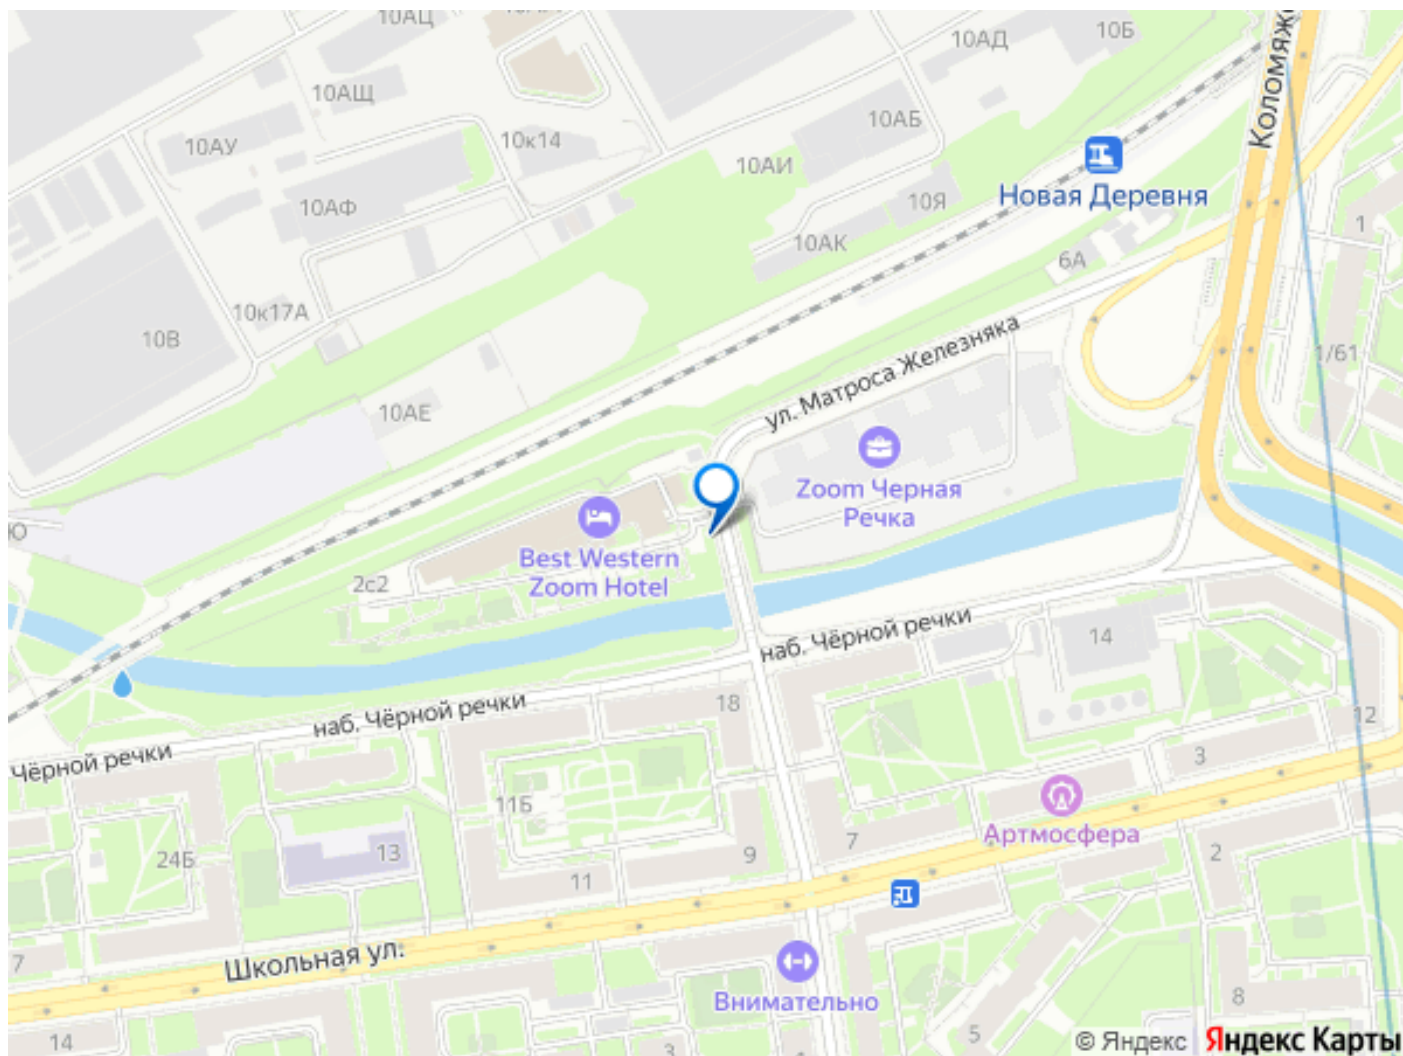 10АЦ
10АД
10Б
Коломяжс
10АЩ
10АБ
10АУ
10к14
10АИ
Новая Деревня
10АФ
10Я
1
10АК
6А
10к17А
10В
ул. Матроса Железняка
1/61
10АЕ
Zoom Черная
Речка
Ю
Best Western
Zoom Hotel
2с2
наб. Чёрной речки
14
наб. Чёрной речки
18
12
Чёрной речки
3
11Б
Артмосфера
13
24Б
9
7
2
11
Школьная ул.
7
Внимательно
8
5
14
3
© Яндекс
Яндекс Карты